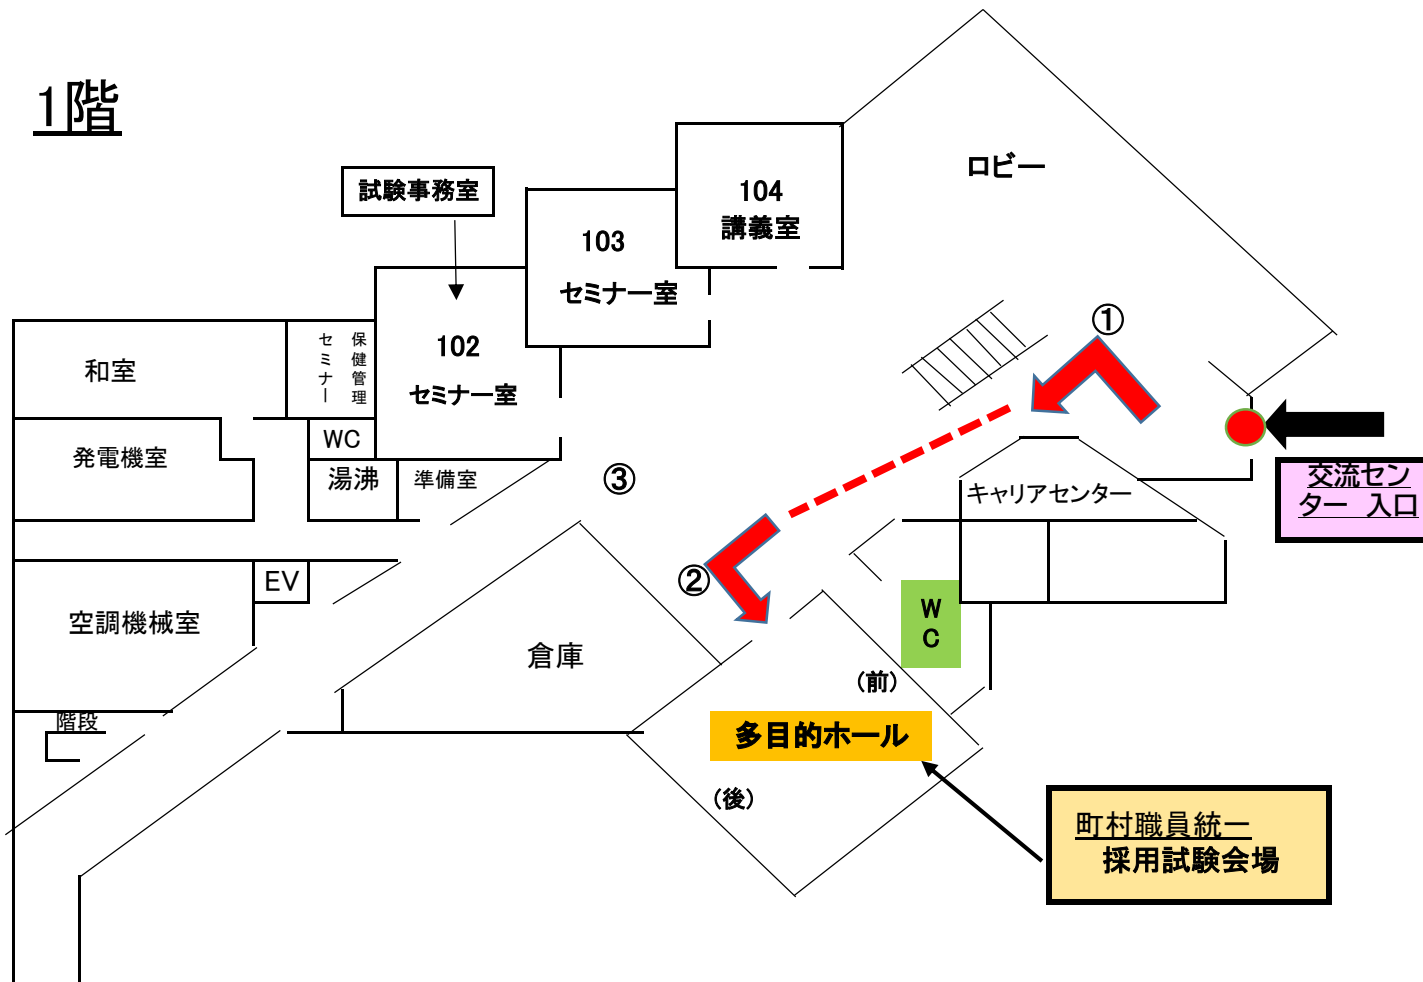 1階
ロビー
試験事務室
104
講義室
103
セミナー室
①
102
セミナー室
保健管理
セミナー
和室
WC
発電機室
湯沸
準備室
③
キャリアセンター
交流セン
ター 入口
②
EV
空調機械室
W
C
倉庫
(前)
階段
多目的ホール
(後)
町村職員統一
採用試験会場